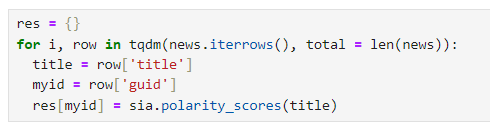 res = {}
for i, row in tqdm(news.iterrows(), total = len(news)):
  title = row['title']
  myid = row['guid']
  res[myid] = sia.polarity_scores(title)